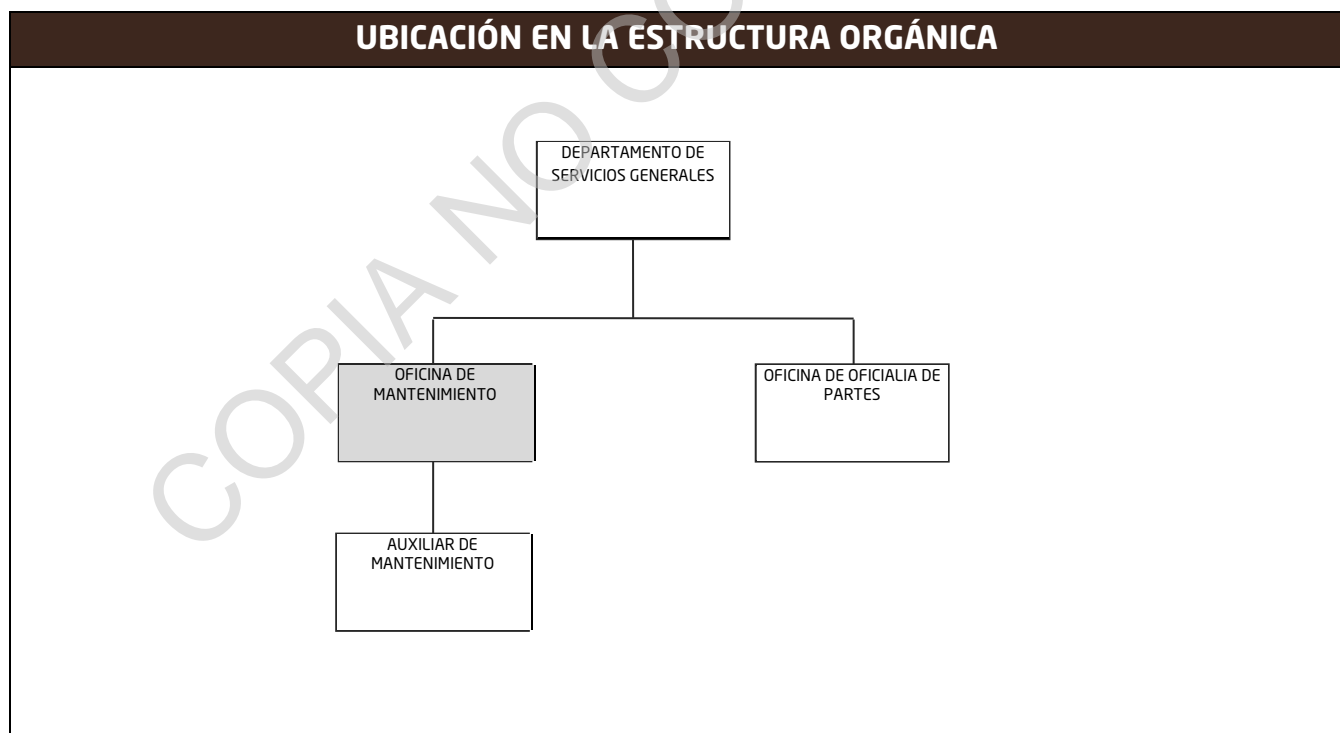 UBICACIÓN EN LA ESTRUCTURA ORGÁNICA
DEPARTAMENTO DE
SERVICIOS GENERALES
OFICINA DE
MANTENIMIENTO
OFICINA DE OFICIALIA DE
PARTES
AUXILIAR DE
MANTENIMIENTO
COPIA NO